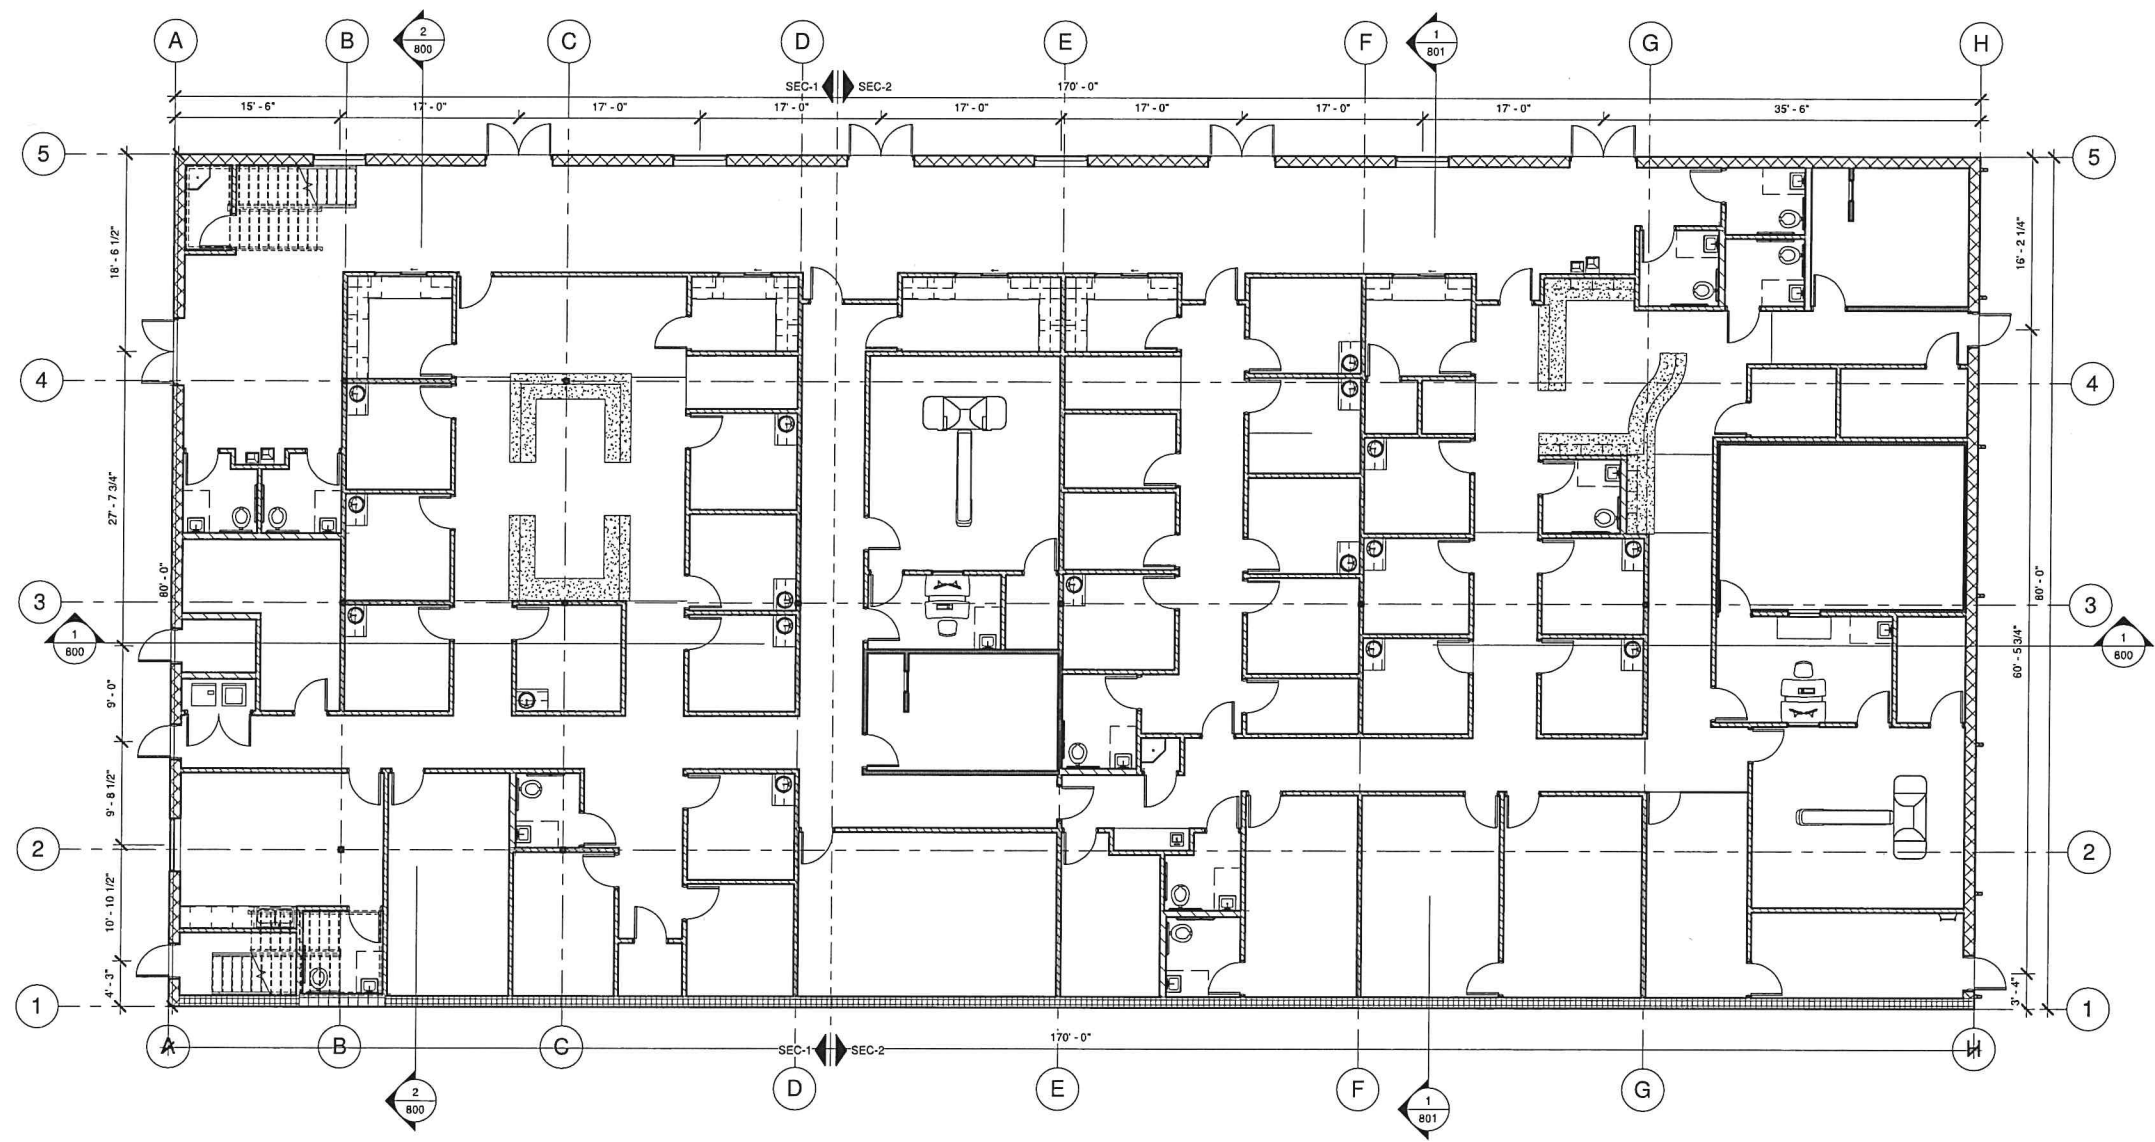 A
B
2
800
C
D
E
F
1
801
G
H
SEC-1
SEC-2
170' - 0"
15' - 6"
17' - 0"
17' - 0"
17' - 0"
17' - 0"
17' - 0"
17' - 0"
17' - 0"
35' - 6"
5
5
18' - 6 1/2"
16' - 2 1/4"
4
4
27' - 7 3/4"
80' - 0"
80' - 0"
3
3
1
800
1
800
60' - 5 3/4"
9' - 0"
9' - 8 1/2"
2
2
10' - 10 1/2"
4' - 3"
3' - 4"
1
1
A
B
C
SEC-1
SEC-2
170' - 0"
H
D
E
F
G
2
800
1
801